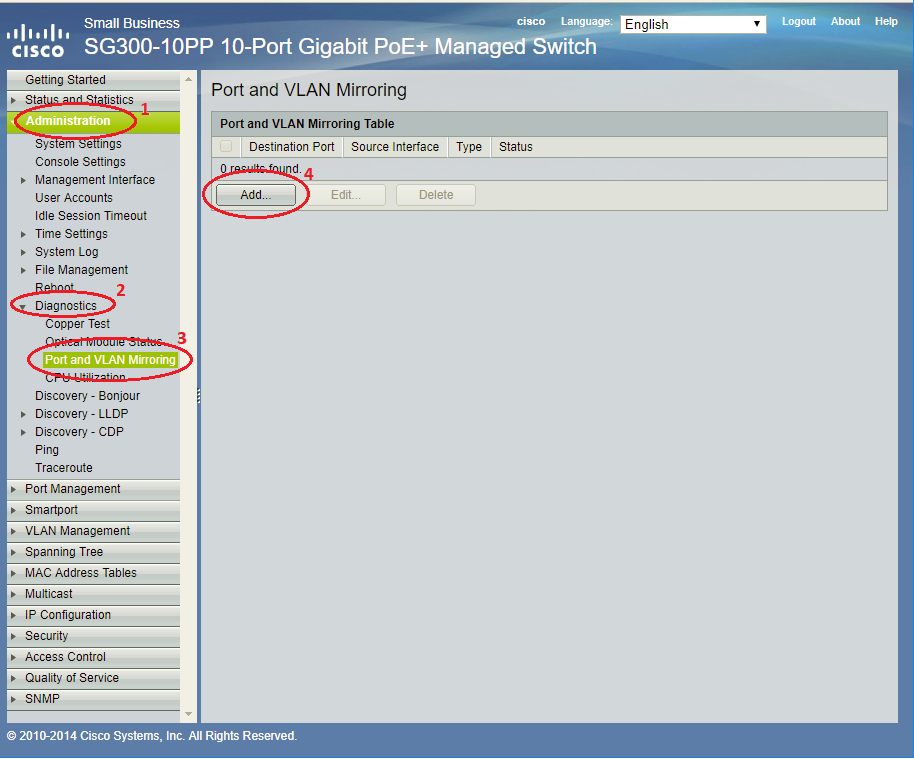 Small Business
cisco Language: English Logout About Help
CISCO
SG300-10PP 10-Port Gigabit PoE+ Managed Switch
Getting Started
Status and Statistics
1
Administration
System Settings
Console Settings
Management Interface
User Accounts
Idle Session Timeout
Time Settings
System Log
File Management
Reboot
2
Diagnostics
Copper Test
Optical Module Status
3
Port and VLAN Mirroring
CPU Utilization
Discovery - Bonjour
Discovery - LLDP
Discovery - CDP
Ping
Traceroute
Port Management
Smartport
VLAN Management
Spanning Tree
MAC Address Tables
Multicast
IP Configuration
Security
Access Control
Quality of Service
SNMP
Port and VLAN Mirroring
Port and VLAN Mirroring Table
Destination Port Source Interface Type Status
0 results found.
4
Add... Edit... Delete
© 2010-2014 Cisco Systems, Inc. All Rights Reserved.